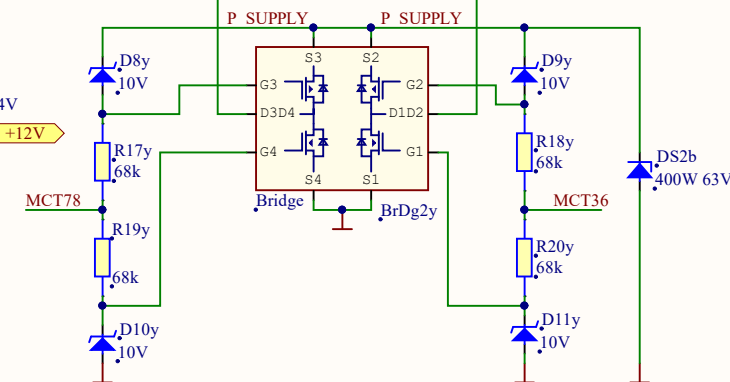 P SUPPLY
P SUPPLY
D8y
10V
4V
+12V
R17y
68k
MCT78
R19y
68k
D10y
10V
S3
S2
G3
G2
D3D4
D1D2
G4
G1
S4
S1
Bridge
BrDg2y
D9y
10V
R18y
68k
MCT36
R20y
68k
D11y
10V
DS2b
400W 63V